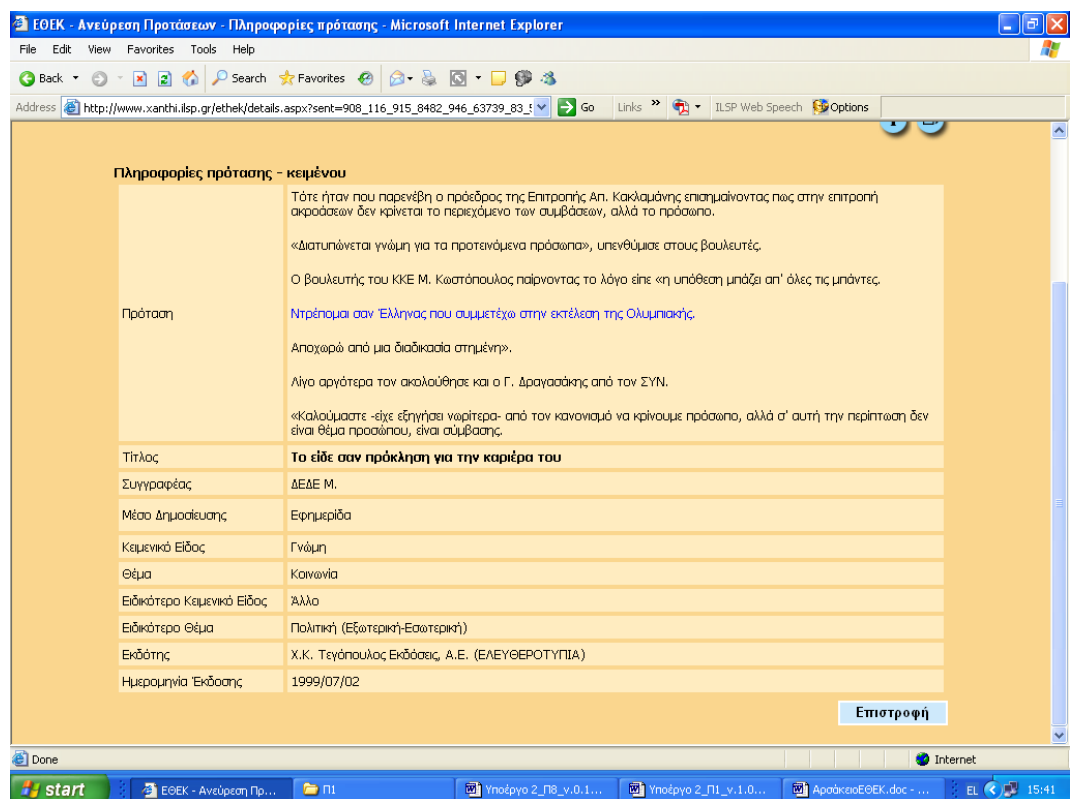 ΕΘΕΚ - Ανεύρεση Προτάσεων - Πληροφορίες πρότασης - Microsoft Internet Explorer
File Edit View Favorites Tools Help
Back Search Favorites
Address http://www.xanthi.ilsp.gr/ethek/details.aspx?sent=908_116_915_8482_946_63739_83_ Go Links ILSP Web Speech Options
Πληροφορίες πρότασης - κειμένου
Πρόταση
Τότε ήταν που παρενέβη ο πρόεδρος της Επιτροπής Απ. Κακλαμάνης επισημαίνοντας πως στην επιτροπή
ακροάσεων δεν κρίνεται το περιεχόμενο των συμβάσεων, αλλά το πρόσωπο.
«Διατυπώνεται γνώμη για τα προτεινόμενα πρόσωπα», υπενθύμισε στους βουλευτές.
Ο βουλευτής του ΚΚΕ Μ. Κωστόπουλος παίρνοντας το λόγο είπε «η υπόθεση μπάζει απ' όλες τις μπάντες.
Ντρέπομαι σαν Έλληνας που συμμετέχω στην εκτέλεση της Ολυμπιακής.
Αποχωρώ από μια διαδικασία στημένη».
Λίγο αργότερα τον ακολούθησε και ο Γ. Δραγασάκης από τον ΣΥΝ.
«Καλούμαστε -είχε εξηγήσει νωρίτερα- από τον κανονισμό να κρίνουμε πρόσωπο, αλλά σ' αυτή την περίπτωση δεν
είναι θέμα προσώπου, είναι σύμβασης.
Τίτλος Το είδε σαν πρόκληση για την καριέρα του
Συγγραφέας ΔΕΔΕ Μ.
Μέσο Δημοσίευσης Εφημερίδα
Κειμενικό Είδος Γνώμη
Θέμα Κοινωνία
Ειδικότερο Κειμενικό Είδος Άλλο
Ειδικότερο Θέμα Πολιτική (Εξωτερική-Εσωτερική)
Εκδότης Χ.Κ. Τεγόπουλος Εκδόσεις, Α.Ε. (ΕΛΕΥΘΕΡΟΤΥΠΙΑ)
Ημερομηνία Έκδοσης 1999/07/02
Επιστροφή
Done Internet
start ΕΘΕΚ - Ανεύρεση Πρ... Π1 Υποέργο 2_Π8_v.0.1... Υποέργο 2_Π1_v.1.0... ΑρσάκειοΕΘΕΚ.doc - ... EL 15:41